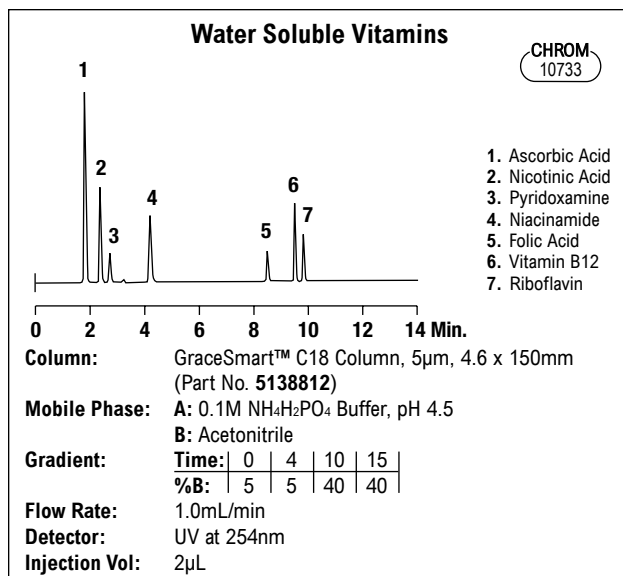 Water Soluble Vitamins
CHROM
10733
1
2
3
4
5
6
7
1. Ascorbic Acid
2. Nicotinic Acid
3. Pyridoxamine
4. Niacinamide
5. Folic Acid
6. Vitamin B12
7. Riboflavin
0 2 4 6 8 10 12 14 Min.
Column: GraceSmart™ C18 Column, 5µm, 4.6 x 150mm
(Part No. 5138812)
Mobile Phase: A: 0.1M NH₄H₂PO₄ Buffer, pH 4.5
B: Acetonitrile
Gradient: Time: 0 4 10 15
%B: 5 5 40 40
Flow Rate: 1.0mL/min
Detector: UV at 254nm
Injection Vol: 2µL